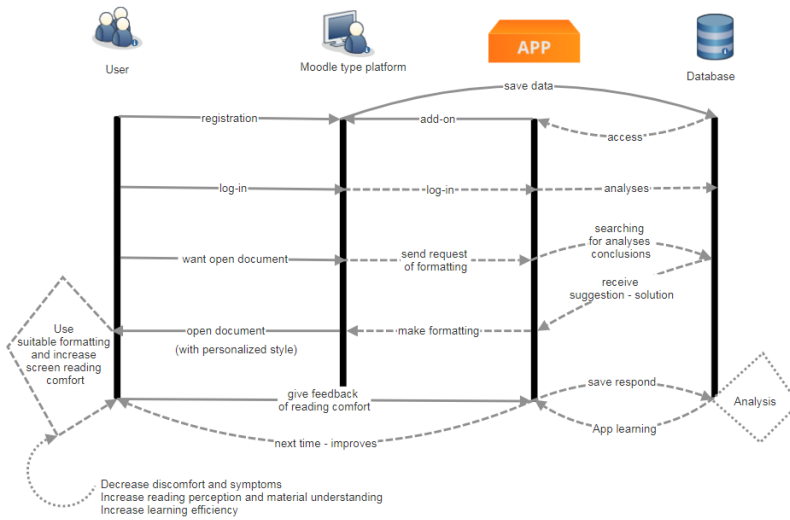 APP
User
Moodle type platform
Database
save data
registration
add-on
access
log-in
log-in
analyses
searching
for analyses
conclusions
want open document
send request
of formatting
receive
suggestion - solution
Use
suitable formatting
and increase
screen reading
comfort
open document
(with personalized style)
make formatting
give feedback
of reading comfort
save respond
Analysis
App learning
next time - improves
Decrease discomfort and symptoms
Increase reading perception and material understanding
Increase learning efficiency